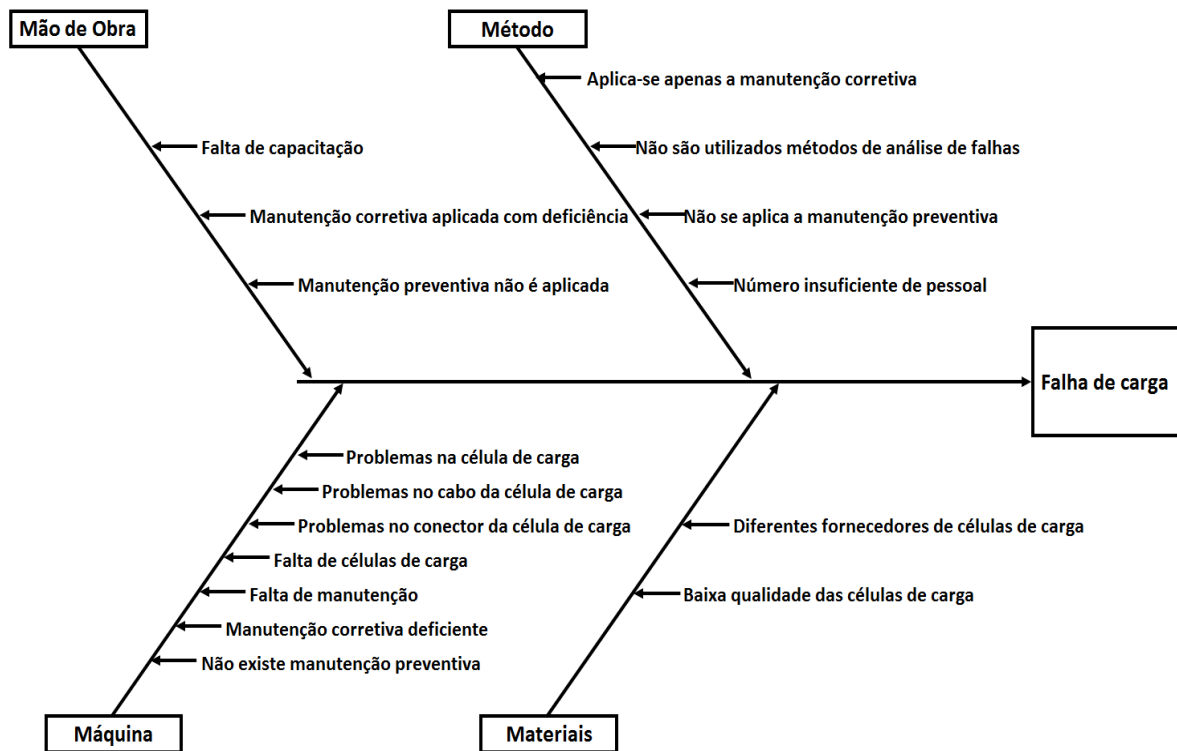 Mão de Obra
Falta de capacitação
Manutenção corretiva aplicada com deficiência
Manutenção preventiva não é aplicada
Método
Aplica-se apenas a manutenção corretiva
Não são utilizados métodos de análise de falhas
Não se aplica a manutenção preventiva
Número insuficiente de pessoal
Falha de carga
Problemas na célula de carga
Problemas no cabo da célula de carga
Problemas no conector da célula de carga
Falta de células de carga
Falta de manutenção
Manutenção corretiva deficiente
Não existe manutenção preventiva
Máquina
Diferentes fornecedores de células de carga
Baixa qualidade das células de carga
Materiais